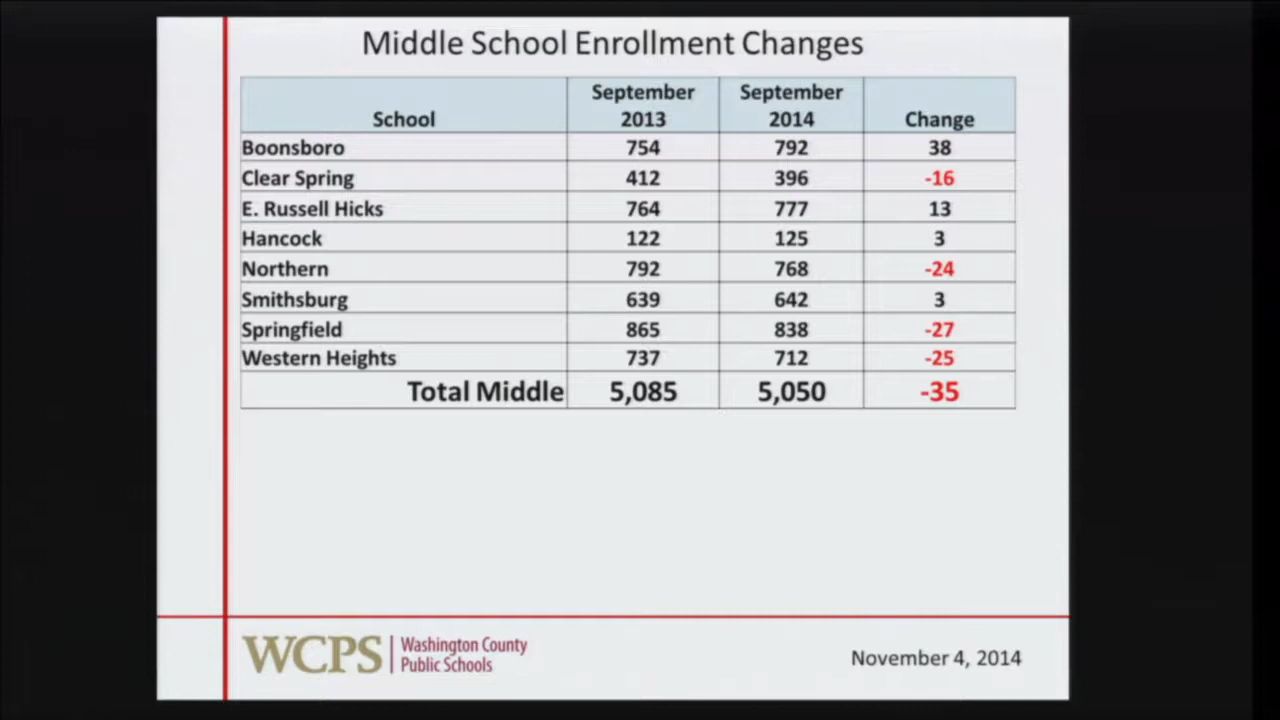 Middle School Enrollment Changes
School September 2013 September 2014 Change
Boonsboro 754 792 38
Clear Spring 412 396 -16
E. Russell Hicks 764 777 13
Hancock 122 125 3
Northern 792 768 -24
Smithsburg 639 642 3
Springfield 865 838 -27
Western Heights 737 712 -25
Total Middle 5,085 5,050 -35
WCPS Washington County Public Schools
November 4, 2014